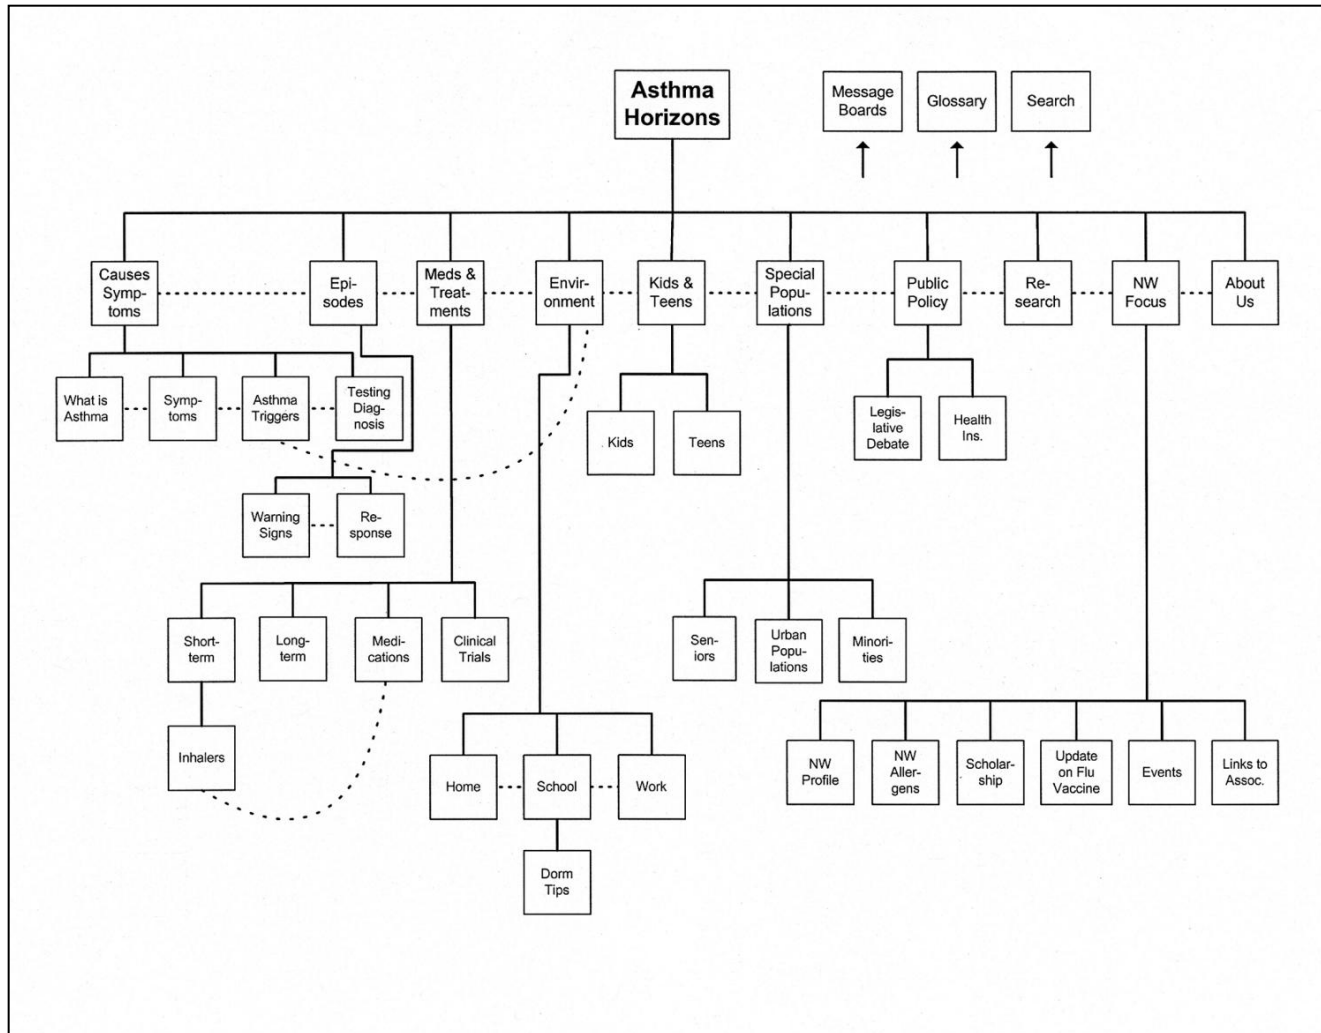 Asthma
Horizons
Message
Boards
Glossary
Search
Causes
Symp-
toms
Epi-
sodes
Meds &
Treat-
ments
Envir-
onment
Kids &
Teens
Special
Popu-
lations
Public
Policy
Re-
search
NW
Focus
About
Us
What is
Asthma
Symp-
toms
Asthma
Triggers
Testing
Diag-
nosis
Kids
Teens
Legis-
lative
Debate
Health
Ins.
Warning
Signs
Re-
sponse
Short-
term
Long-
term
Medi-
cations
Clinical
Trials
Sen-
iors
Urban
Popu-
lations
Minori-
ties
Inhalers
Home
School
Work
NW
Profile
NW
Aller-
gens
Scholar-
ship
Update
on Flu
Vaccine
Events
Links to
Assoc.
Dorm
Tips